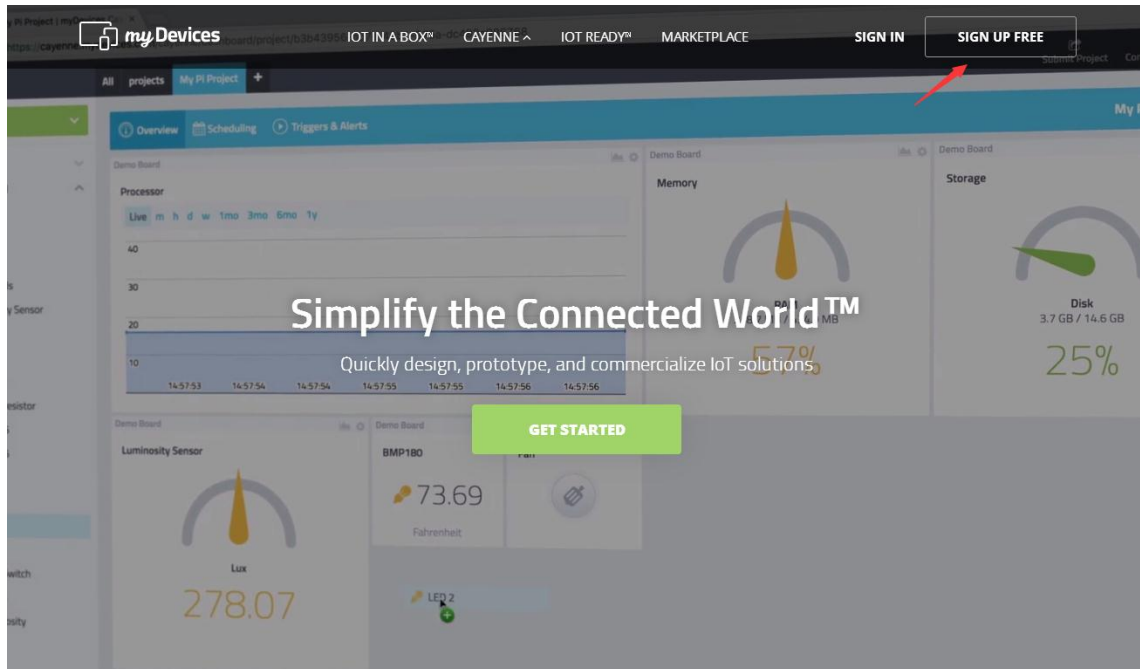 myDevices
IOT IN A BOX™ CAYENNE IOT READY™ MARKETPLACE SIGN IN SIGN UP FREE
Submit Project
All projects My Pi Project +
Overview Scheduling Triggers & Alerts
Demo Board
Demo Board
Demo Board
Processor
Memory
Storage
Live m h d w 1mo 3mo 6mo 1y
40
30
20
10
14:57:53 14:57:54 14:57:54 14:57:55 14:57:55 14:57:56 14:57:56
Simplify the Connected World™
Quickly design, prototype, and commercialize IoT solutions
GET STARTED
MB
57%
Disk
3.7 GB / 14.6 GB
25%
Demo Board
Demo Board
Luminosity Sensor
BMP180
Fan
73.69
Fahrenheit
Lux
278.07
LED 2
Sensor